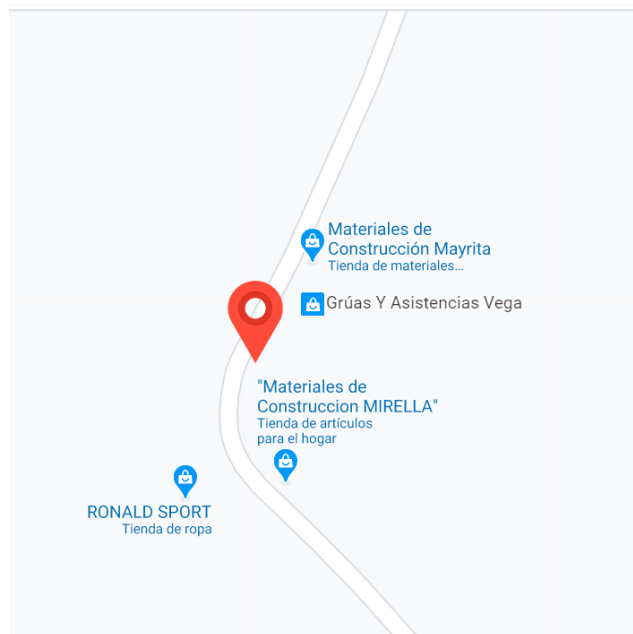 Materiales de
Construcción Mayrita
Tienda de materiales...
Grúas Y Asistencias Vega
"Materiales de
Construccion MIRELLA"
Tienda de artículos
para el hogar
RONALD SPORT
Tienda de ropa